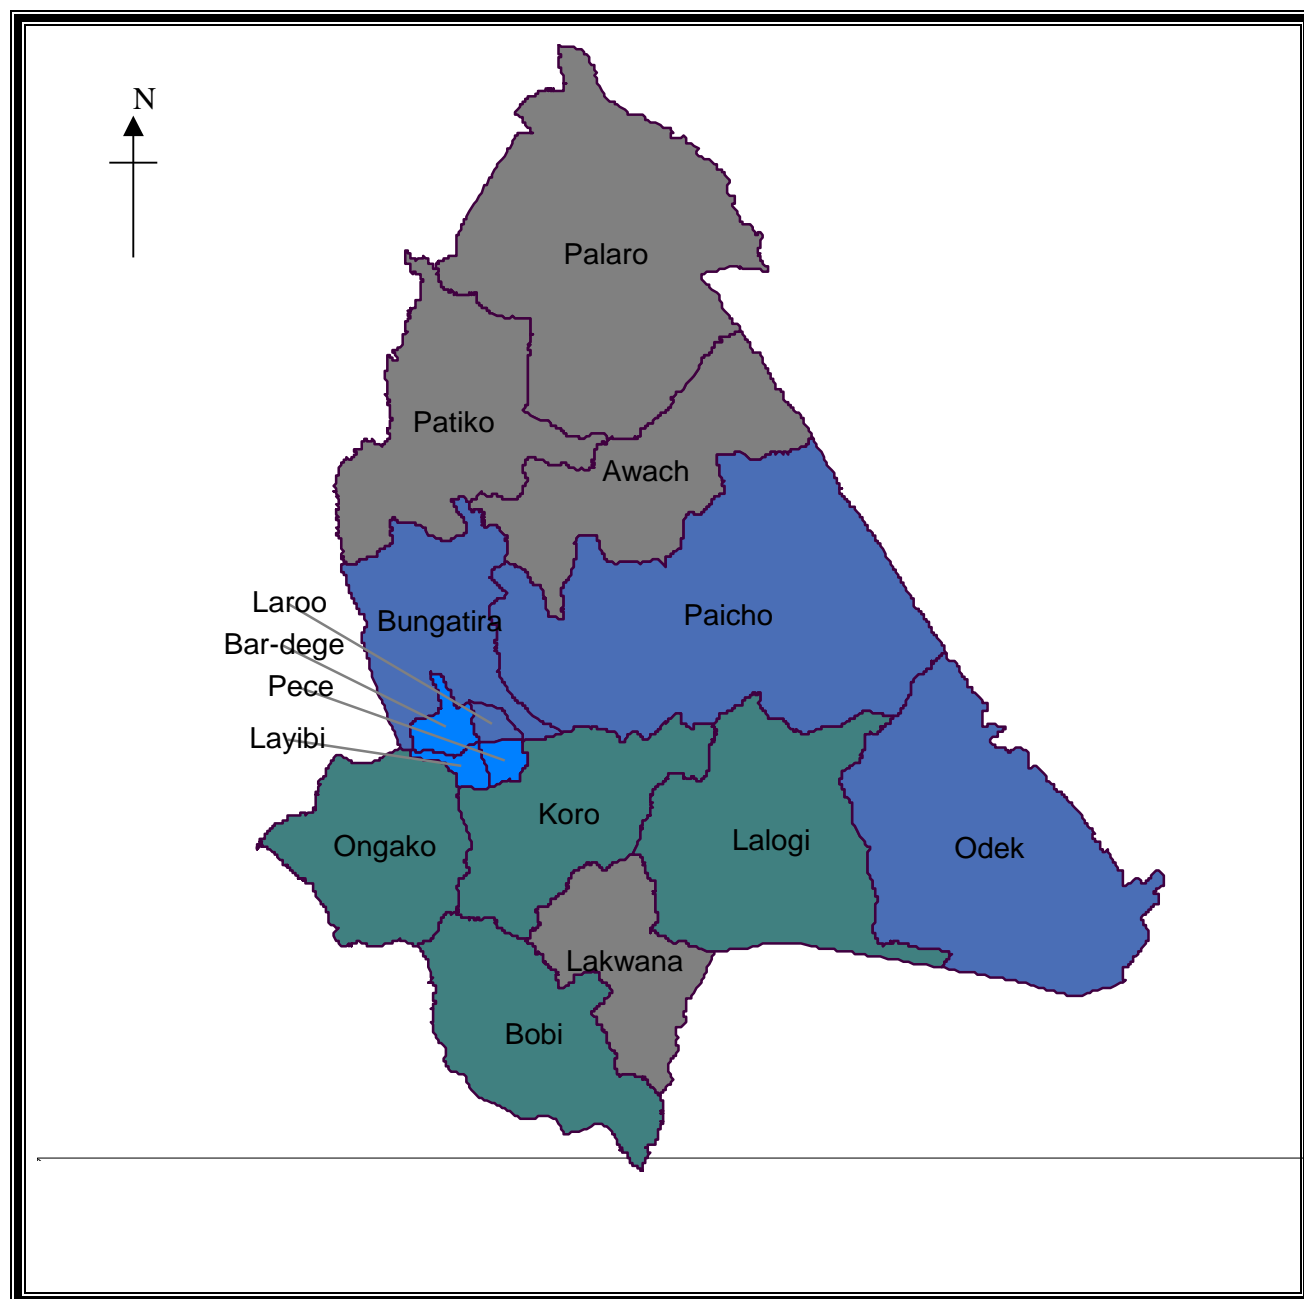 N
Palaro
Patiko
Awach
Laroo
Bungatira
Paicho
Bar-dege
Pece
Layibi
Koro
Ongako
Lalogi
Odek
Lakwana
Bobi